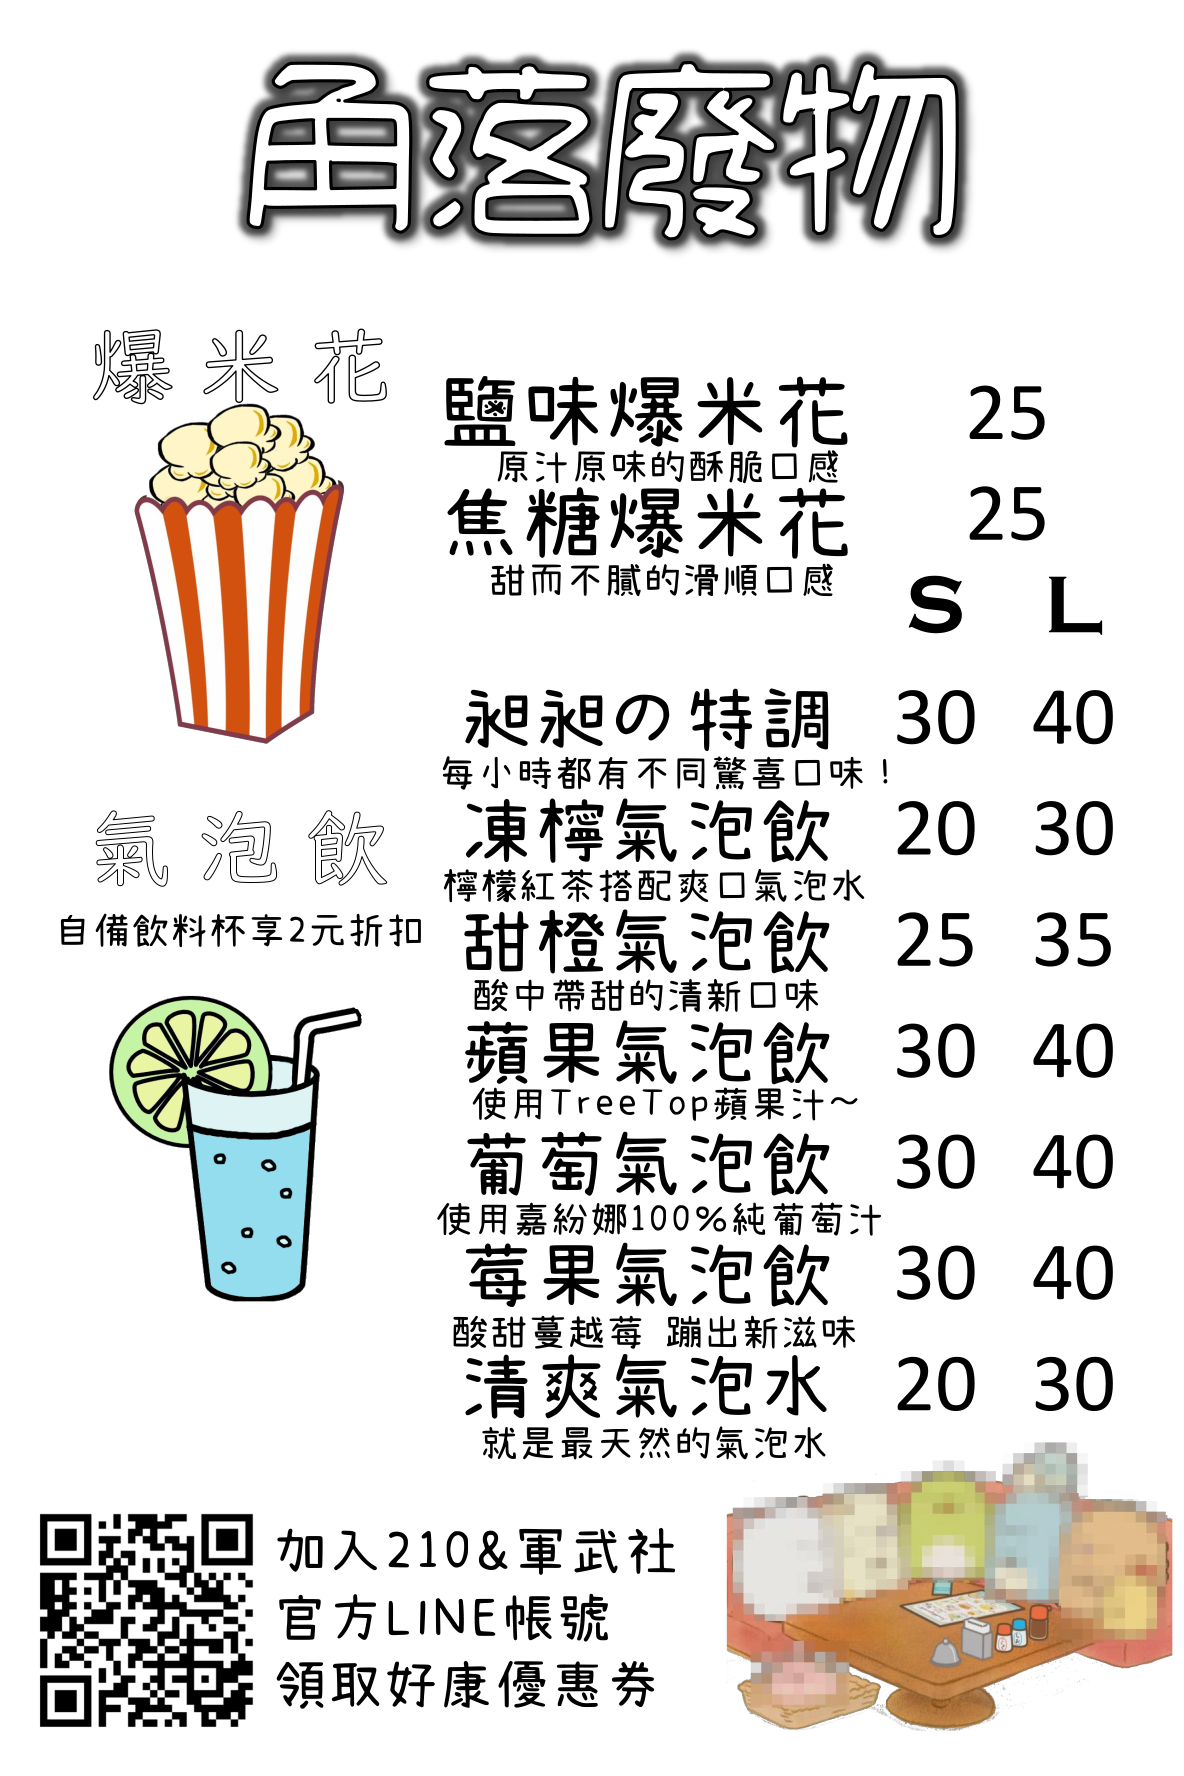 角落廢物
爆米花
鹽味爆米花 25
原汁原味的酥脆口感
焦糖爆米花 25
甜而不膩的滑順口感
S L
昶昶の特調 30 40
每小時都有不同驚喜口味！
氣泡飲
自備飲料杯享2元折扣
凍檸氣泡飲 20 30
檸檬紅茶搭配爽口氣泡水
甜橙氣泡飲 25 35
酸中帶甜的清新口味
蘋果氣泡飲 30 40
使用TreeTop蘋果汁～
葡萄氣泡飲 30 40
使用嘉紛娜100%純葡萄汁
莓果氣泡飲 30 40
酸甜蔓越莓 蹦出新滋味
清爽氣泡水 20 30
就是最天然的氣泡水
加入210&軍武社
官方LINE帳號
領取好康優惠券